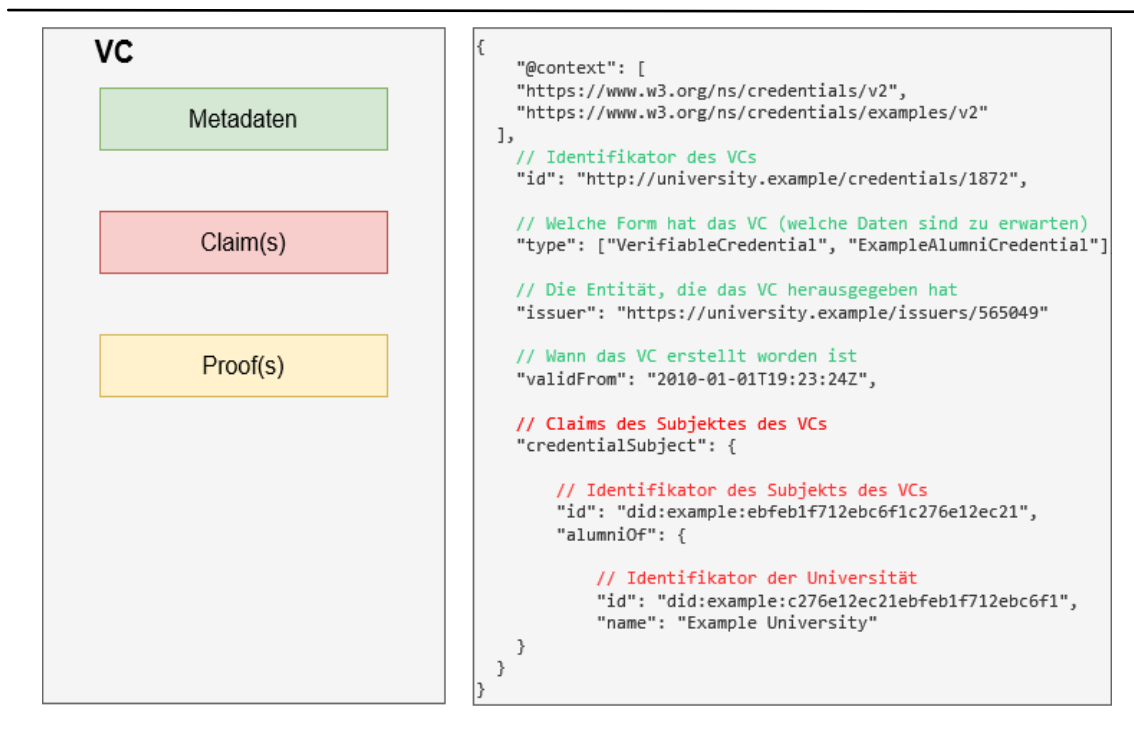 VC
Metadaten
Claim(s)
Proof(s)
{
"@context": [
"https://www.w3.org/ns/credentials/v2",
"https://www.w3.org/ns/credentials/examples/v2"
],
// Identifikator des VCs
"id": "http://university.example/credentials/1872",
// Welche Form hat das VC (welche Daten sind zu erwarten)
"type": ["VerifiableCredential", "ExampleAlumniCredential"]
// Die Entität, die das VC herausgegeben hat
"issuer": "https://university.example/issuers/565049"
// Wann das VC erstellt worden ist
"validFrom": "2010-01-01T19:23:24Z",
// Claims des Subjektes des VCs
"credentialSubject": {
// Identifikator des Subjekts des VCs
"id": "did:example:ebfeb1f712ebc6f1c276e12ec21",
"alumniOf": {
// Identifikator der Universität
"id": "did:example:c276e12ec21ebfeb1f712ebc6f1",
"name": "Example University"
}
}
}